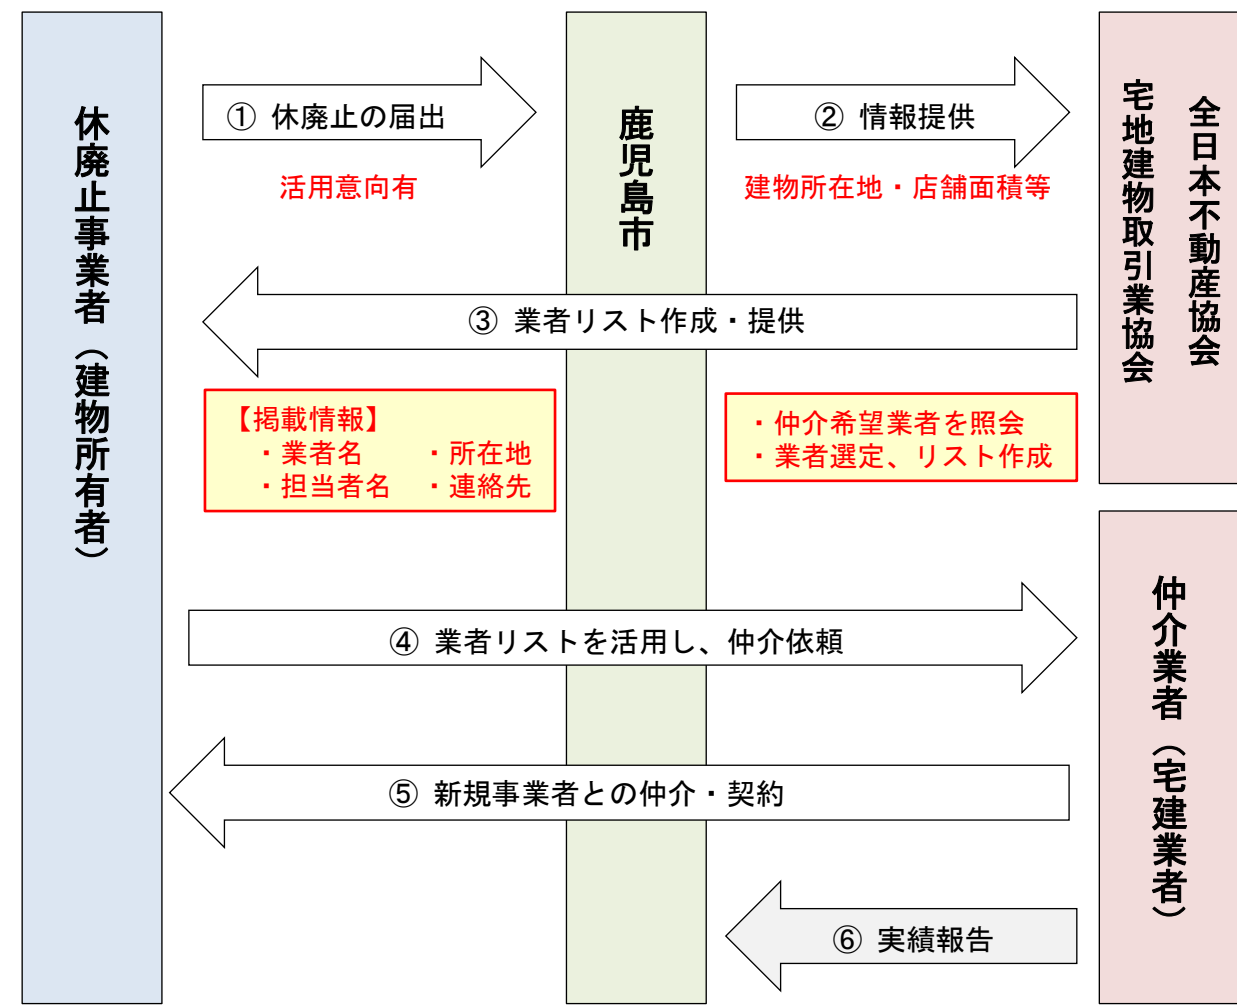 休廃止事業者（建物所有者）
① 休廃止の届出
活用意向有
鹿児島市
② 情報提供
建物所在地・店舗面積等
全日本不動産協会
宅地建物取引業協会
③ 業者リスト作成・提供
【掲載情報】
・業者名　・所在地
・担当者名　・連絡先
・仲介希望業者を照会
・業者選定、リスト作成
④ 業者リストを活用し、仲介依頼
仲介業者（宅建業者）
⑤ 新規事業者との仲介・契約
⑥ 実績報告